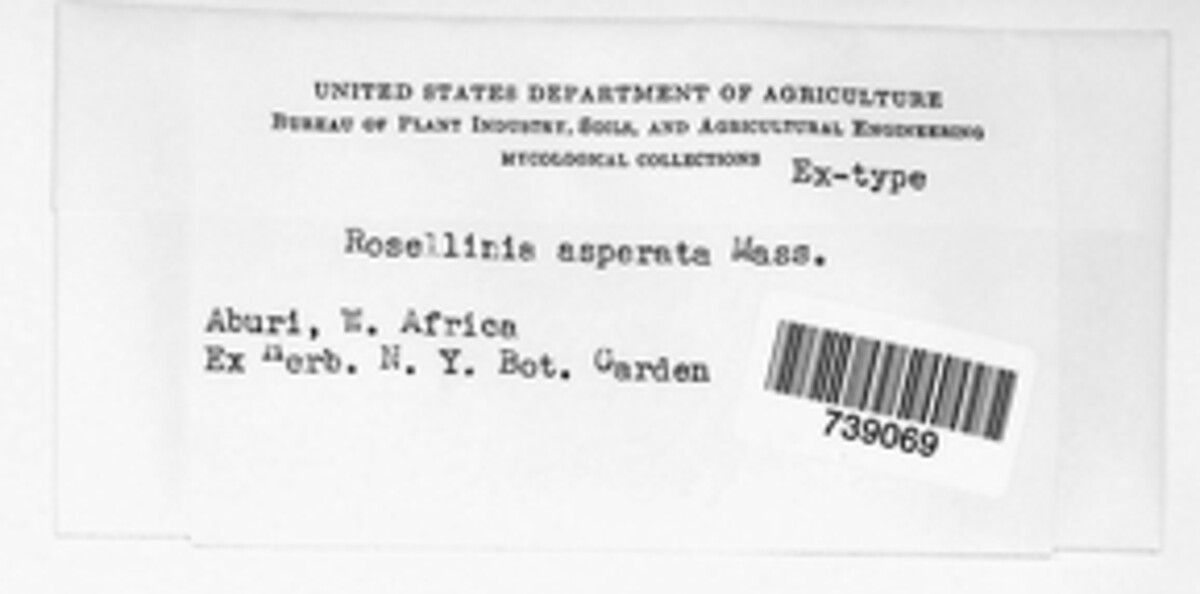 UNITED STATES DEPARTMENT OF AGRICULTURE
BUREAU OF PLANT INDUSTRY, SOILS, AND AGRICULTURAL ENGINEERING
MYCOLOGICAL COLLECTIONS Ex-type
Rosellinia asperata Mass.
Aburi, W. Africa
Ex Herb. N. Y. Bot. Garden
739069